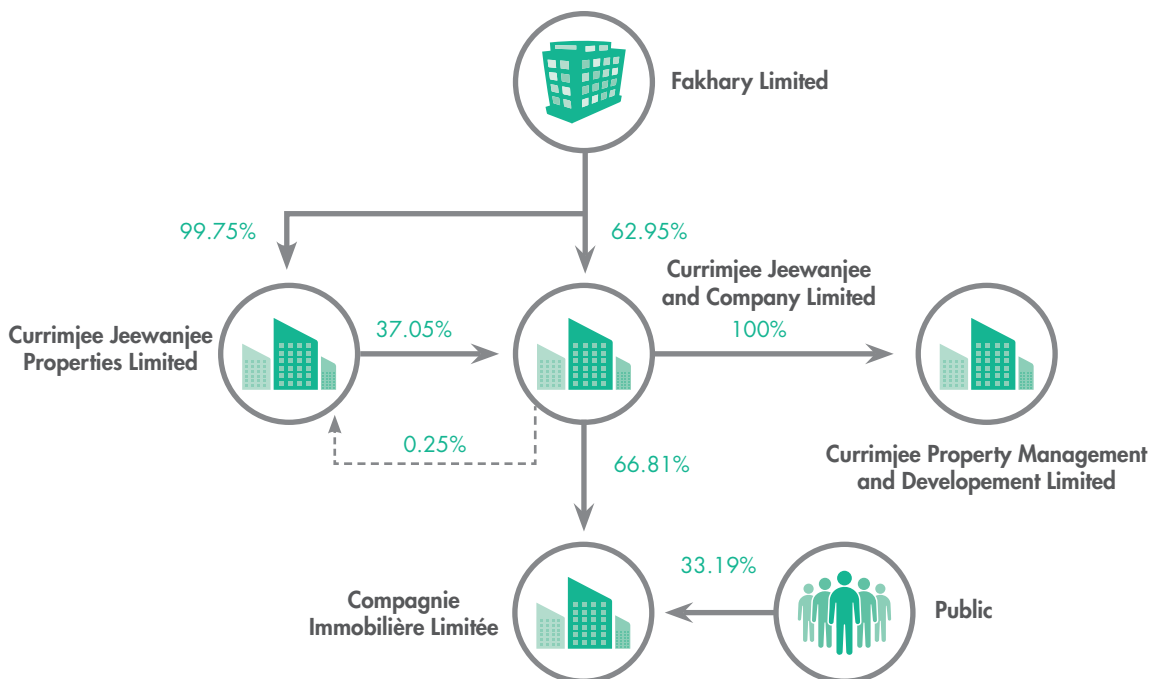 Fakhary Limited
99.75%
62.95%
Currimjee Jeewanjee
and Company Limited
Currimjee Jeewanjee
Properties Limited
37.05%
100%
0.25%
66.81%
Currimjee Property Management
and Developement Limited
33.19%
Compagnie
Immobilière Limitée
Public